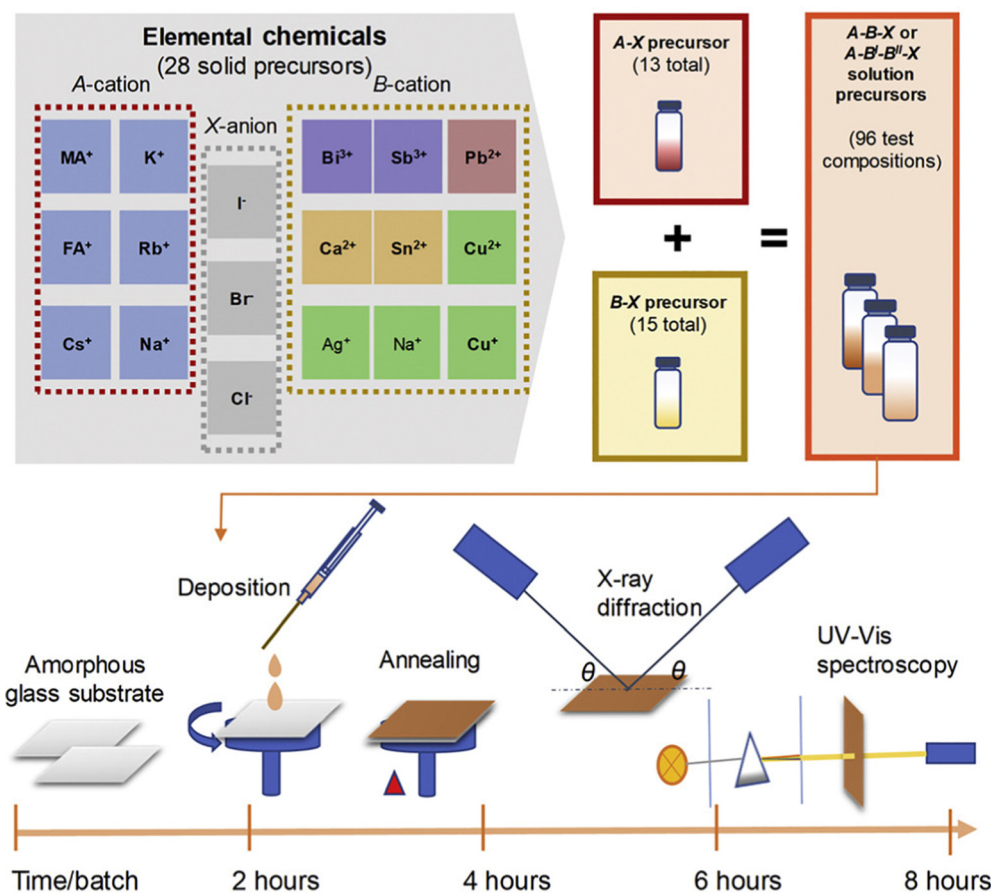 Elemental chemicals
(28 solid precursors)
A-cation
X-anion
B-cation
MA⁺
K⁺
FA⁺
Rb⁺
Cs⁺
Na⁺
I⁻
Br⁻
Cl⁻
Bi³⁺
Sb³⁺
Pb²⁺
Ca²⁺
Sn²⁺
Cu²⁺
Ag⁺
Na⁺
Cu⁺
A-X precursor
(13 total)
+
B-X precursor
(15 total)
=
A-B-X or
A-Bᴵ-Bᴵᴵ-X
solution
precursors
(96 test
compositions)
Deposition
Amorphous
glass substrate
Annealing
X-ray
diffraction
θ
θ
UV-Vis
spectroscopy
Time/batch
2 hours
4 hours
6 hours
8 hours